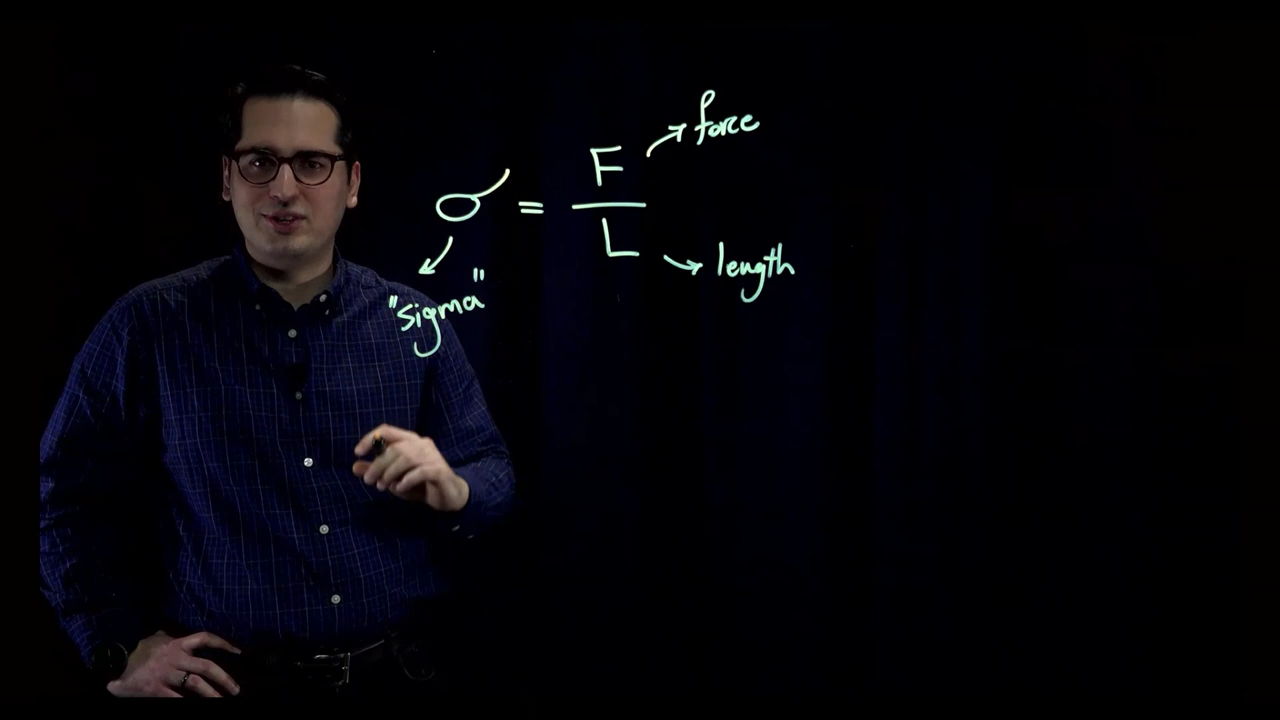 σ = F/L
force
length
"sigma"